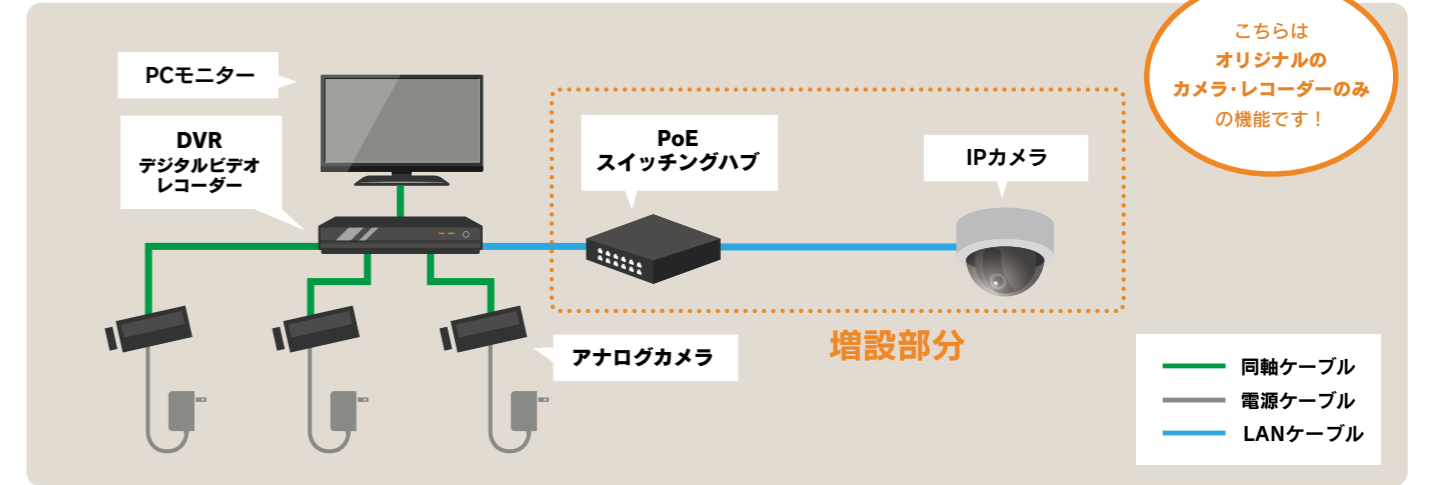 こちらは
オリジナルの
カメラ・レコーダーのみ
の機能です！
PCモニター
DVR
デジタルビデオ
レコーダー
PoE
スイッチングハブ
IPカメラ
アナログカメラ
増設部分
同軸ケーブル
電源ケーブル
LANケーブル